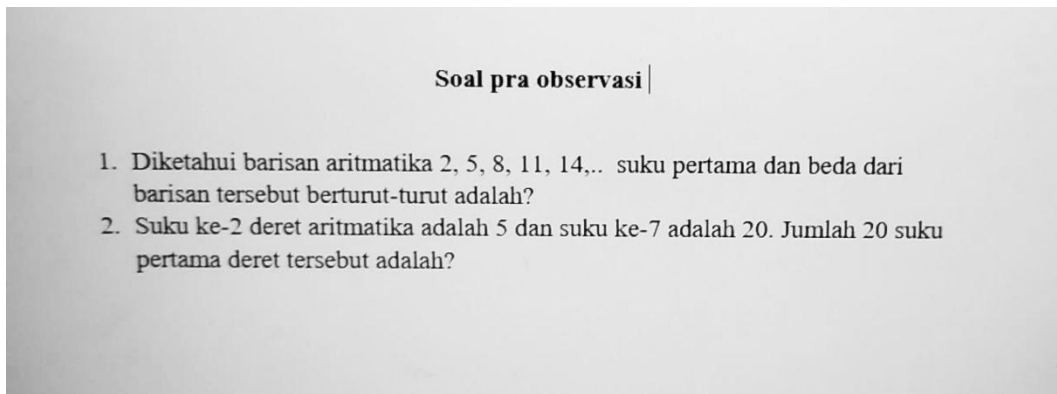 Soal pra observasi
1. Diketahui barisan aritmatika 2, 5, 8, 11, 14,.. suku pertama dan beda dari
barisan tersebut berturut-turut adalah?
2. Suku ke-2 deret aritmatika adalah 5 dan suku ke-7 adalah 20. Jumlah 20 suku
pertama deret tersebut adalah?